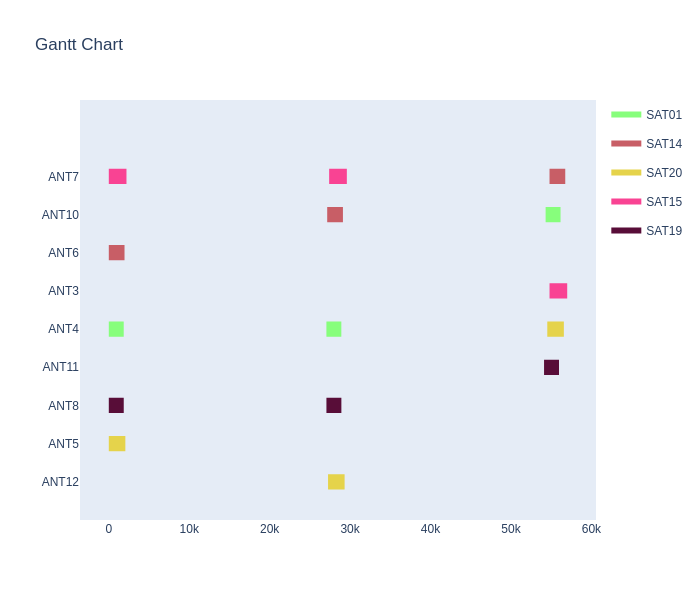 Gantt Chart
SAT01
SAT14
SAT20
SAT15
SAT19
ANT7
ANT10
ANT6
ANT3
ANT4
ANT11
ANT8
ANT5
ANT12
0 10k 20k 30k 40k 50k 60k